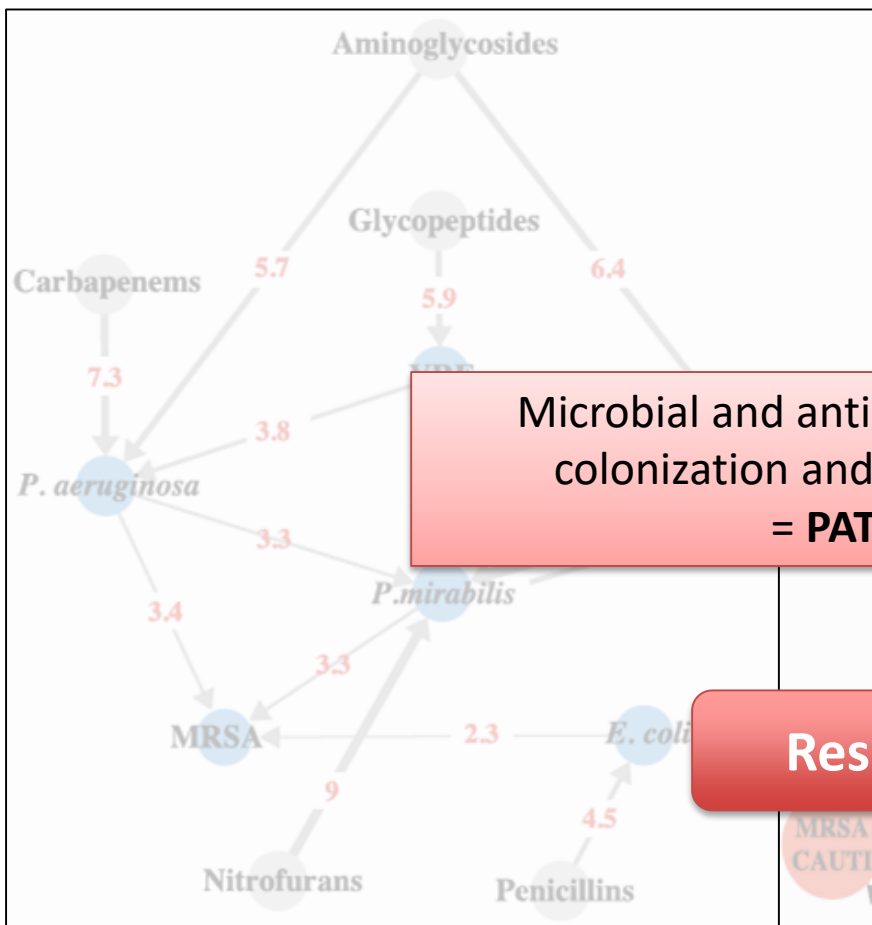 Aminoglycosides
Glycopeptides
Carbapenems
5.7
6.4
5.9
7.3
3.8
P. aeruginosa
Microbial and anti
colonization and
= PAT
3.3
P.mirabilis
3.4
3.3
MRSA
2.3
E. coli
Res
9
4.5
MRSA
CAUTI
Nitrofurans
Penicillins